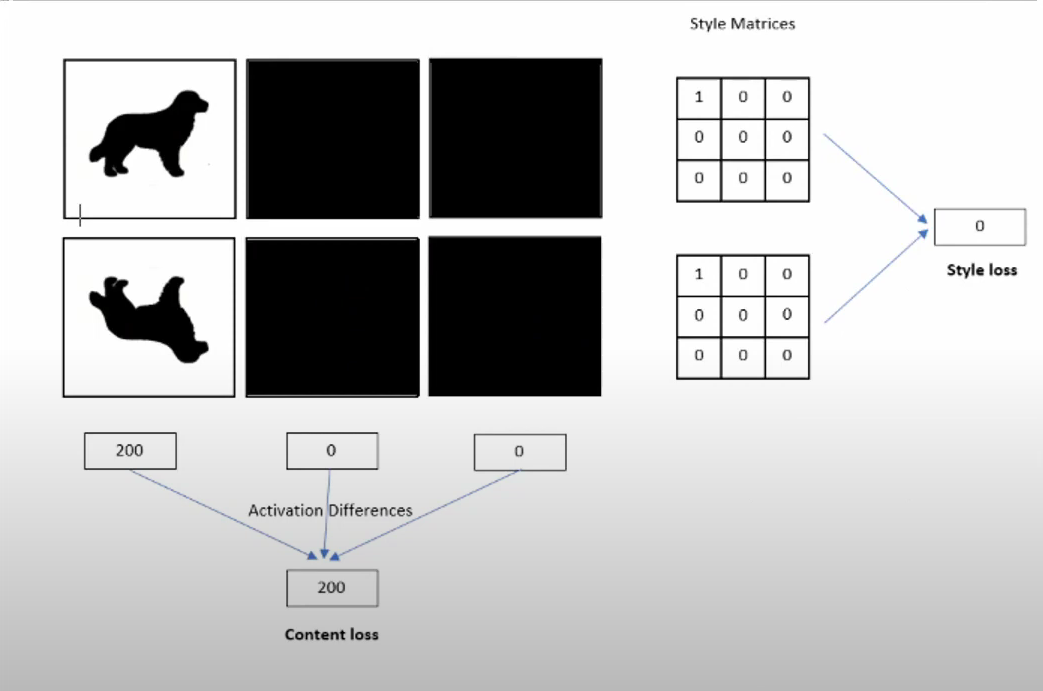 Style Matrices
1 0 0
0 0 0
0 0 0
0
Style loss
1 0 0
0 0 0
0 0 0
200 0 0
Activation Differences
200
Content loss